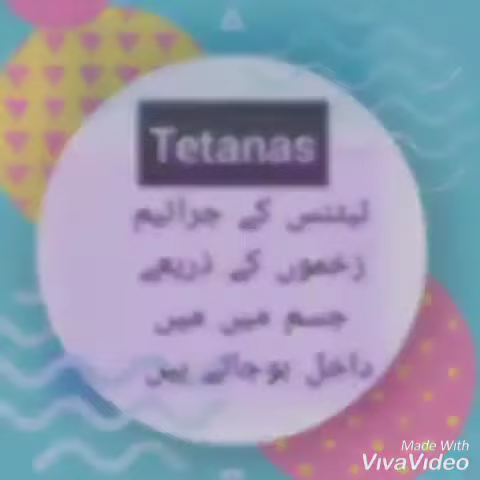 Tetanas
ٹیٹنس کے جراثیم
زخموں کے ذریعے
جسم میں میں
داخل ہوجاتے ہیں
Made With
VivaVideo